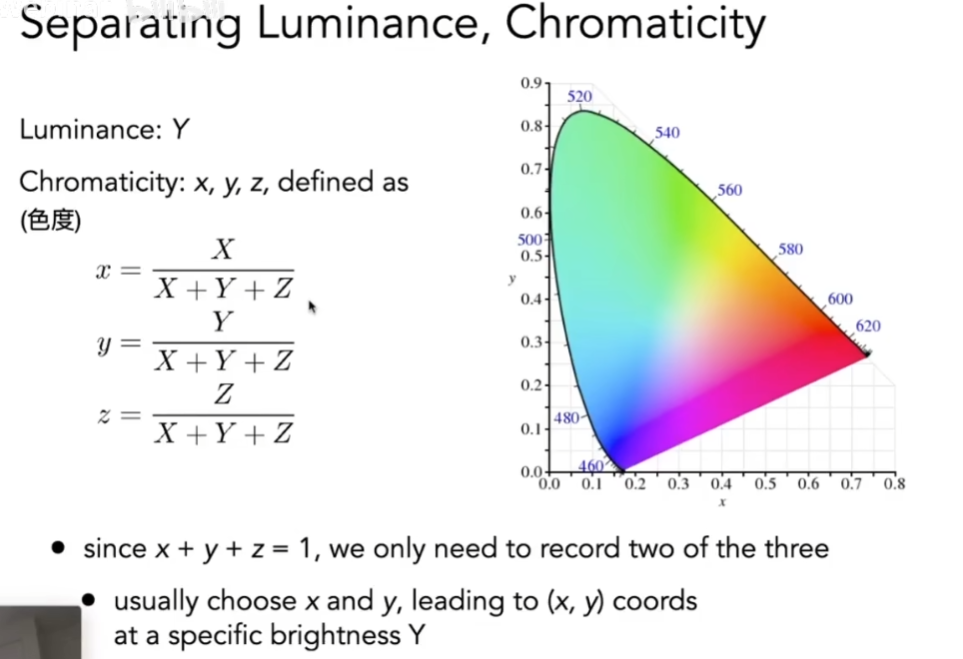 Separating Luminance, Chromaticity
Luminance: Y
Chromaticity: x, y, z, defined as
(色度)
x = X / (X + Y + Z)
y = Y / (X + Y + Z)
z = Z / (X + Y + Z)
0.9
520
0.8
540
0.7
560
0.6
500
580
0.5
y
0.4
600
620
0.3
0.2
480
0.1
460
0.0
0.0 0.1 0.2 0.3 0.4 0.5 0.6 0.7 0.8
x
• since x + y + z = 1, we only need to record two of the three
• usually choose x and y, leading to (x, y) coords
at a specific brightness Y